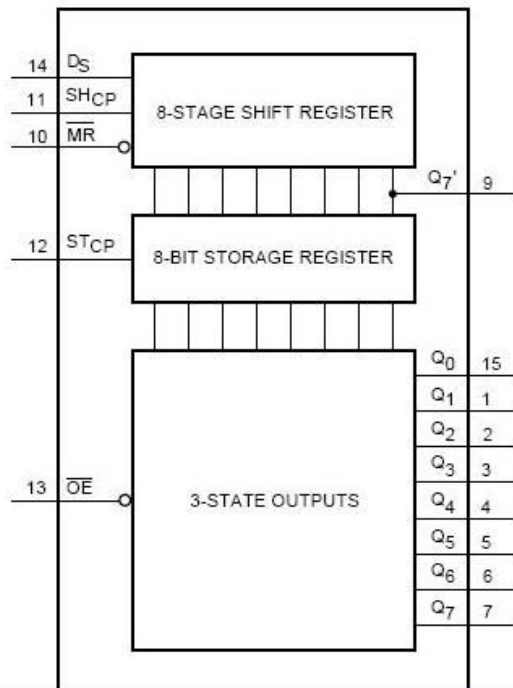 14 DS
11 SHCP
10 MR
8-STAGE SHIFT REGISTER
Q7' 9
12 STCP
8-BIT STORAGE REGISTER
Q0 15
Q1 1
Q2 2
Q3 3
13 OE
3-STATE OUTPUTS
Q4 4
Q5 5
Q6 6
Q7 7